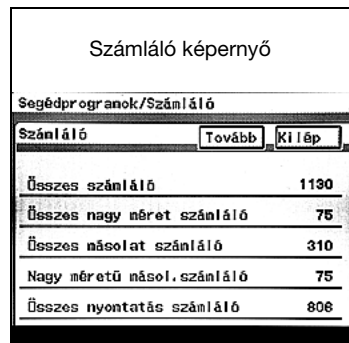 Számláló képernyő
Segédprogramok/Számláló
Számláló Tovább Kilép
Összes számláló 1130
Összes nagy méret számláló 75
Összes másolat számláló 310
Nagy méretű másol.számláló 75
Összes nyomtatás számláló 806